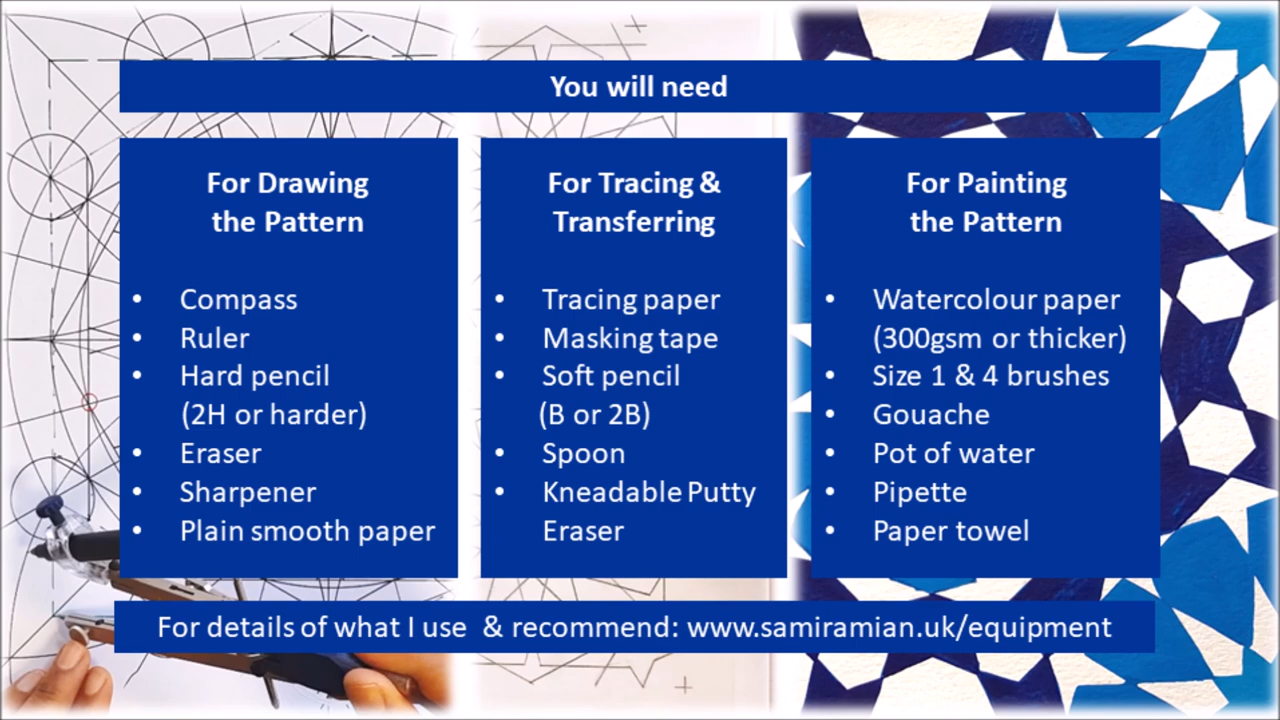 You will need
For Drawing
the Pattern
• Compass
• Ruler
• Hard pencil
(2H or harder)
• Eraser
• Sharpener
• Plain smooth paper
For Tracing &
Transferring
• Tracing paper
• Masking tape
• Soft pencil
(B or 2B)
• Spoon
• Kneadable Putty
Eraser
For Painting
the Pattern
• Watercolour paper
(300gsm or thicker)
• Size 1 & 4 brushes
• Gouache
• Pot of water
• Pipette
• Paper towel
For details of what I use & recommend: www.samiramian.uk/equipment